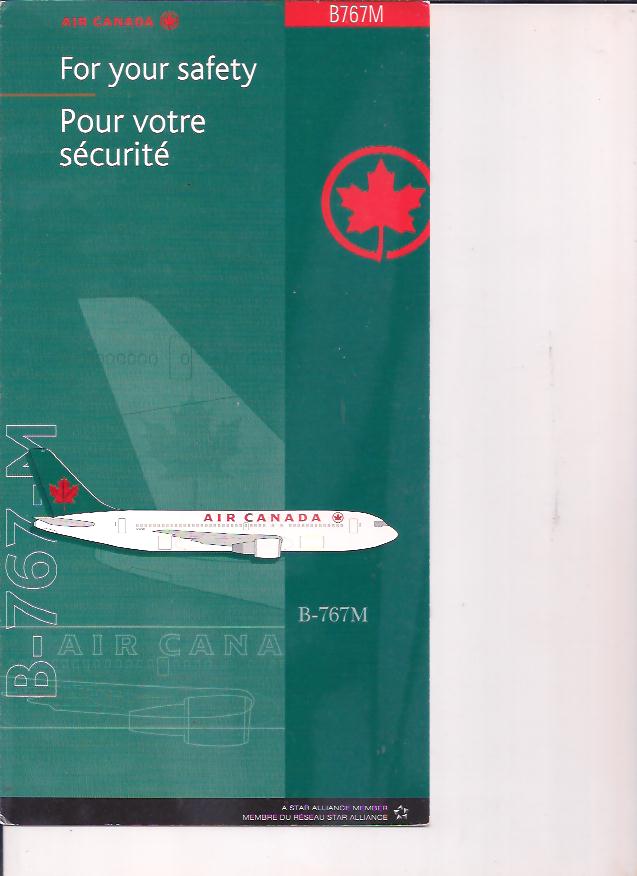 AIR CANADA
B767M
For your safety
Pour votre
sécurité
B-767-M
AIR CANADA
B-767M
AIR CANA
A STAR ALLIANCE MEMBER
MEMBRE DU RÉSEAU STAR ALLIANCE